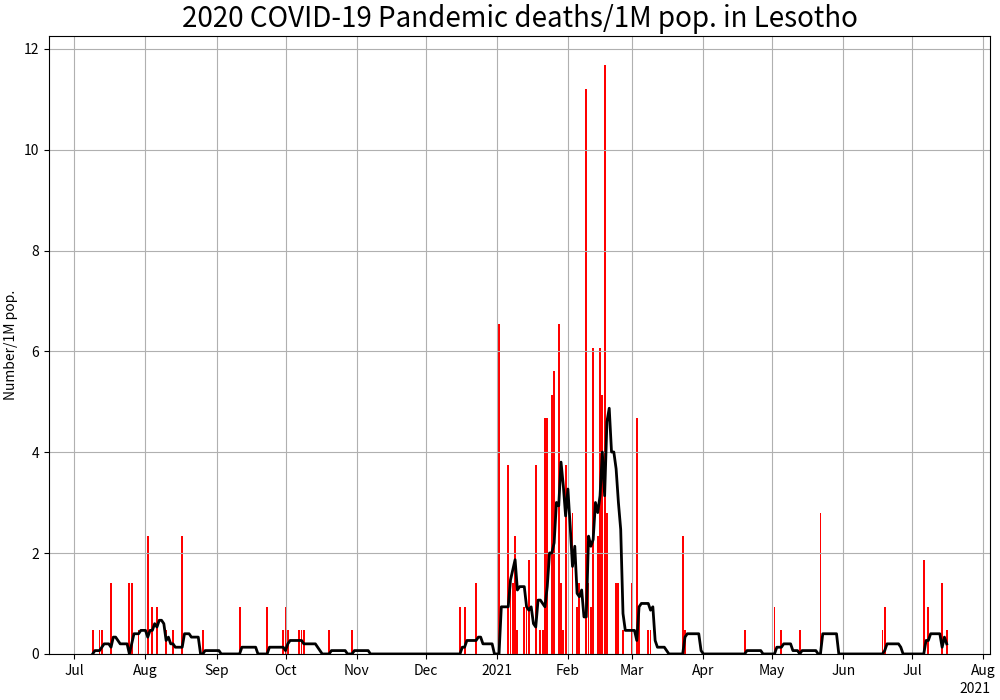 2020 COVID-19 Pandemic deaths/1M pop. in Lesotho
Number/1M pop.
12
10
8
6
4
2
0
Jul Aug Sep Oct Nov Dec 2021 Feb Mar Apr May Jun Jul Aug
2021